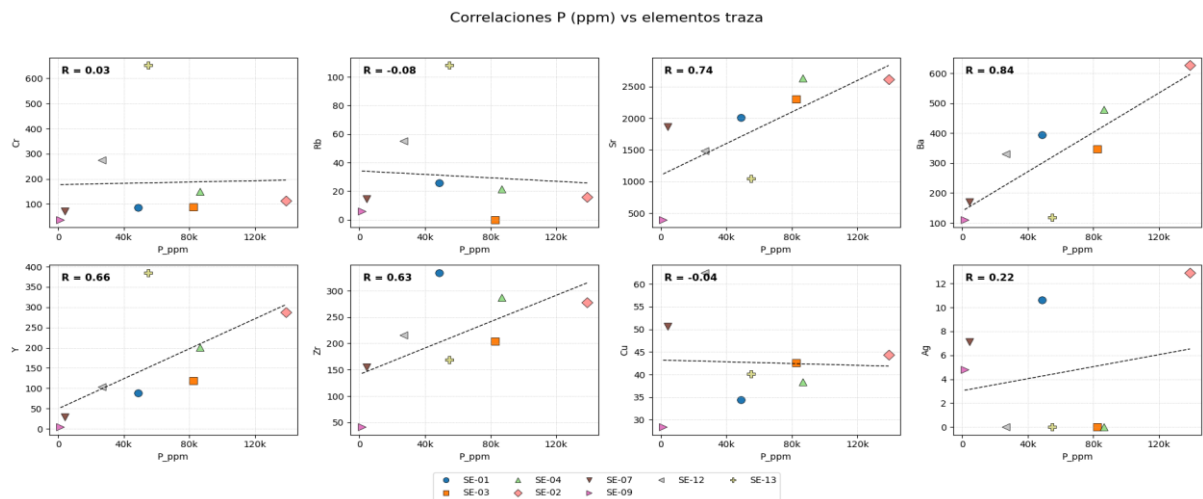 Correlaciones P (ppm) vs elementos traza
R = 0.03
600
500
400
300
200
100
Cr
0 40k 80k 120k
P_ppm
R = -0.08
100
80
60
40
20
0
Rb
0 40k 80k 120k
P_ppm
R = 0.74
2500
2000
1500
1000
500
Sr
0 40k 80k 120k
P_ppm
R = 0.84
600
500
400
300
200
100
Ba
0 40k 80k 120k
P_ppm
R = 0.66
400
350
300
250
200
150
100
50
0
Y
0 40k 80k 120k
P_ppm
R = 0.63
300
250
200
150
100
50
Zr
0 40k 80k 120k
P_ppm
R = -0.04
60
55
50
45
40
35
30
Cu
0 40k 80k 120k
P_ppm
R = 0.22
12
10
8
6
4
2
0
Ag
0 40k 80k 120k
P_ppm
SE-01 SE-04 SE-07 SE-12 SE-13
SE-03 SE-02 SE-09